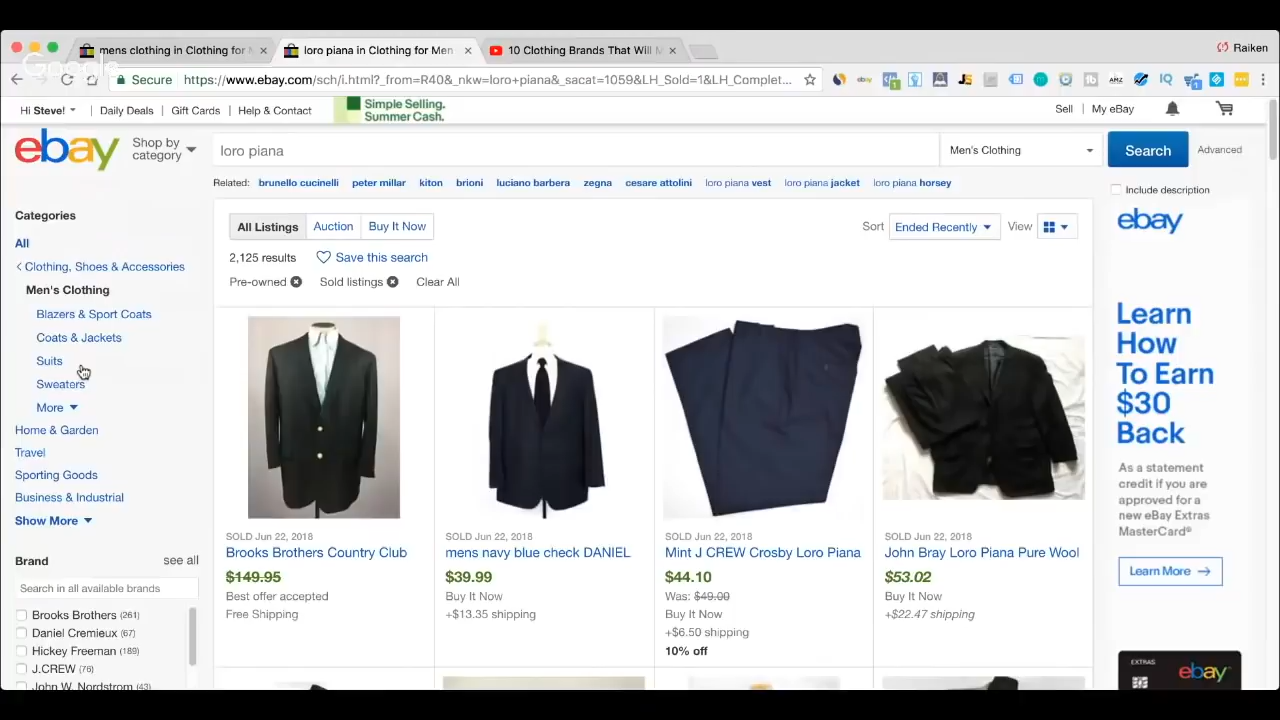 mens clothing in Clothing for M
loro piana in Clothing for Men
10 Clothing Brands That Will M
Raiken
Google
Secure
https://www.ebay.com/sch/i.html?_from=R40&_nkw=loro+piana&_sacat=1059&LH_Sold=1&LH_Complet...
Hi Steve!
Daily Deals
Gift Cards
Help & Contact
Simple Selling.
Summer Cash.
Sell
My eBay
ebay
Shop by
category
loro piana
Men's Clothing
Search
Advanced
Related: brunello cucinelli peter millar kiton brioni luciano barbera zegna cesare attolini loro piana vest loro piana jacket loro piana horsey
Include description
Categories
All
Clothing, Shoes & Accessories
Men's Clothing
Blazers & Sport Coats
Coats & Jackets
Suits
Sweaters
More
Home & Garden
Travel
Sporting Goods
Business & Industrial
Show More
Brand
see all
Search in all available brands
Brooks Brothers (261)
Daniel Cremieux (67)
Hickey Freeman (189)
J.CREW (76)
John W. Nordstrom (43)
All Listings
Auction
Buy It Now
Sort
Ended Recently
View
2,125 results
Save this search
Pre-owned
Sold listings
Clear All
SOLD Jun 22, 2018
Brooks Brothers Country Club
$149.95
Best offer accepted
Free Shipping
SOLD Jun 22, 2018
mens navy blue check DANIEL
$39.99
Buy It Now
+$13.35 shipping
SOLD Jun 22, 2018
Mint J CREW Crosby Loro Piana
$44.10
Was: $49.00
Buy It Now
+$6.50 shipping
10% off
SOLD Jun 22, 2018
John Bray Loro Piana Pure Wool
$53.02
Buy It Now
+$22.47 shipping
ebay
Learn
How
To Earn
$30
Back
As a statement
credit if you are
approved for a
new eBay Extras
MasterCard®
Learn More
EXTRAS
ebay